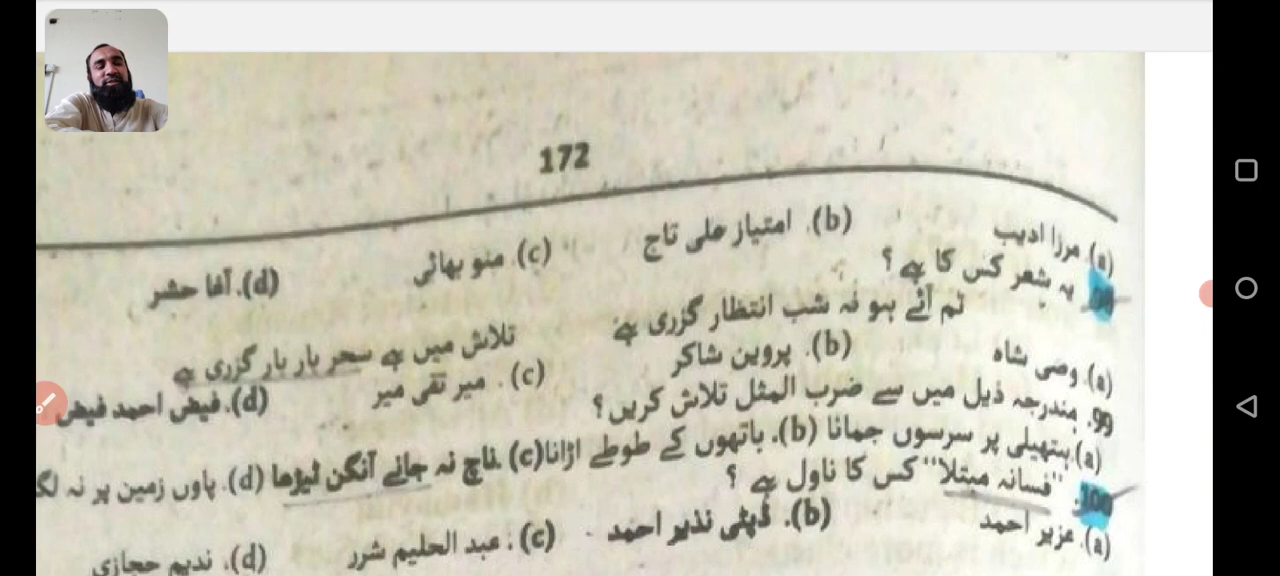 172
(a). مرزا ادیب (b). امتیاز علی تاج (c). منو بھائی (d). آغا حشر
98. یہ شعر کس کا ہے ؟
تم آئے ہو نہ شب انتظار گزری ہے تلاش میں ہے سحر بار بار گزری ہے
(a). وصی شاہ (b). پروین شاکر (c). میر تقی میر (d). فیض احمد فیض
99. مندرجہ ذیل میں سے ضرب المثل تلاش کریں؟
(a). ہتھیلی پر سرسوں جمانا (b). ہاتھوں کے طوطے اڑانا (c). ناچ نہ جانے آنگن ٹیڑھا (d). پاوں زمین پر نہ
100. "فسانہ مبتلا" کس کا ناول ہے ؟
(a). عزیر احمد (b). ڈپٹی نذیر احمد (c). عبد الحلیم شرر (d). ندیم حجازی